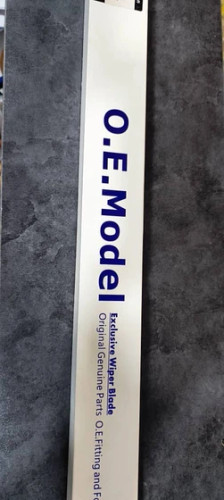 O.E.Model
Exclusive Wiper Blade
Original Genuine Parts O.E.Fitting and